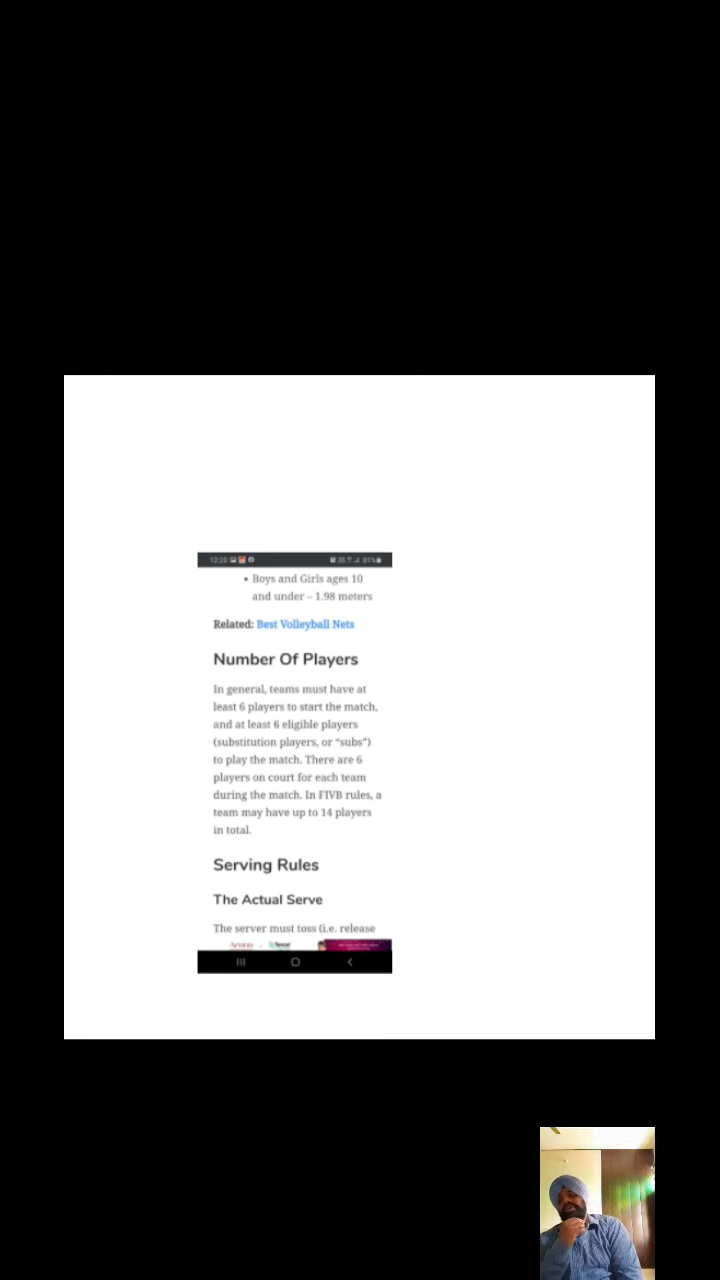 12:20
81%
• Boys and Girls ages 10
and under – 1.98 meters
Related: Best Volleyball Nets
Number Of Players
In general, teams must have at
least 6 players to start the match,
and at least 6 eligible players
(substitution players, or “subs”)
to play the match. There are 6
players on court for each team
during the match. In FIVB rules, a
team may have up to 14 players
in total.
Serving Rules
The Actual Serve
The server must toss (i.e. release